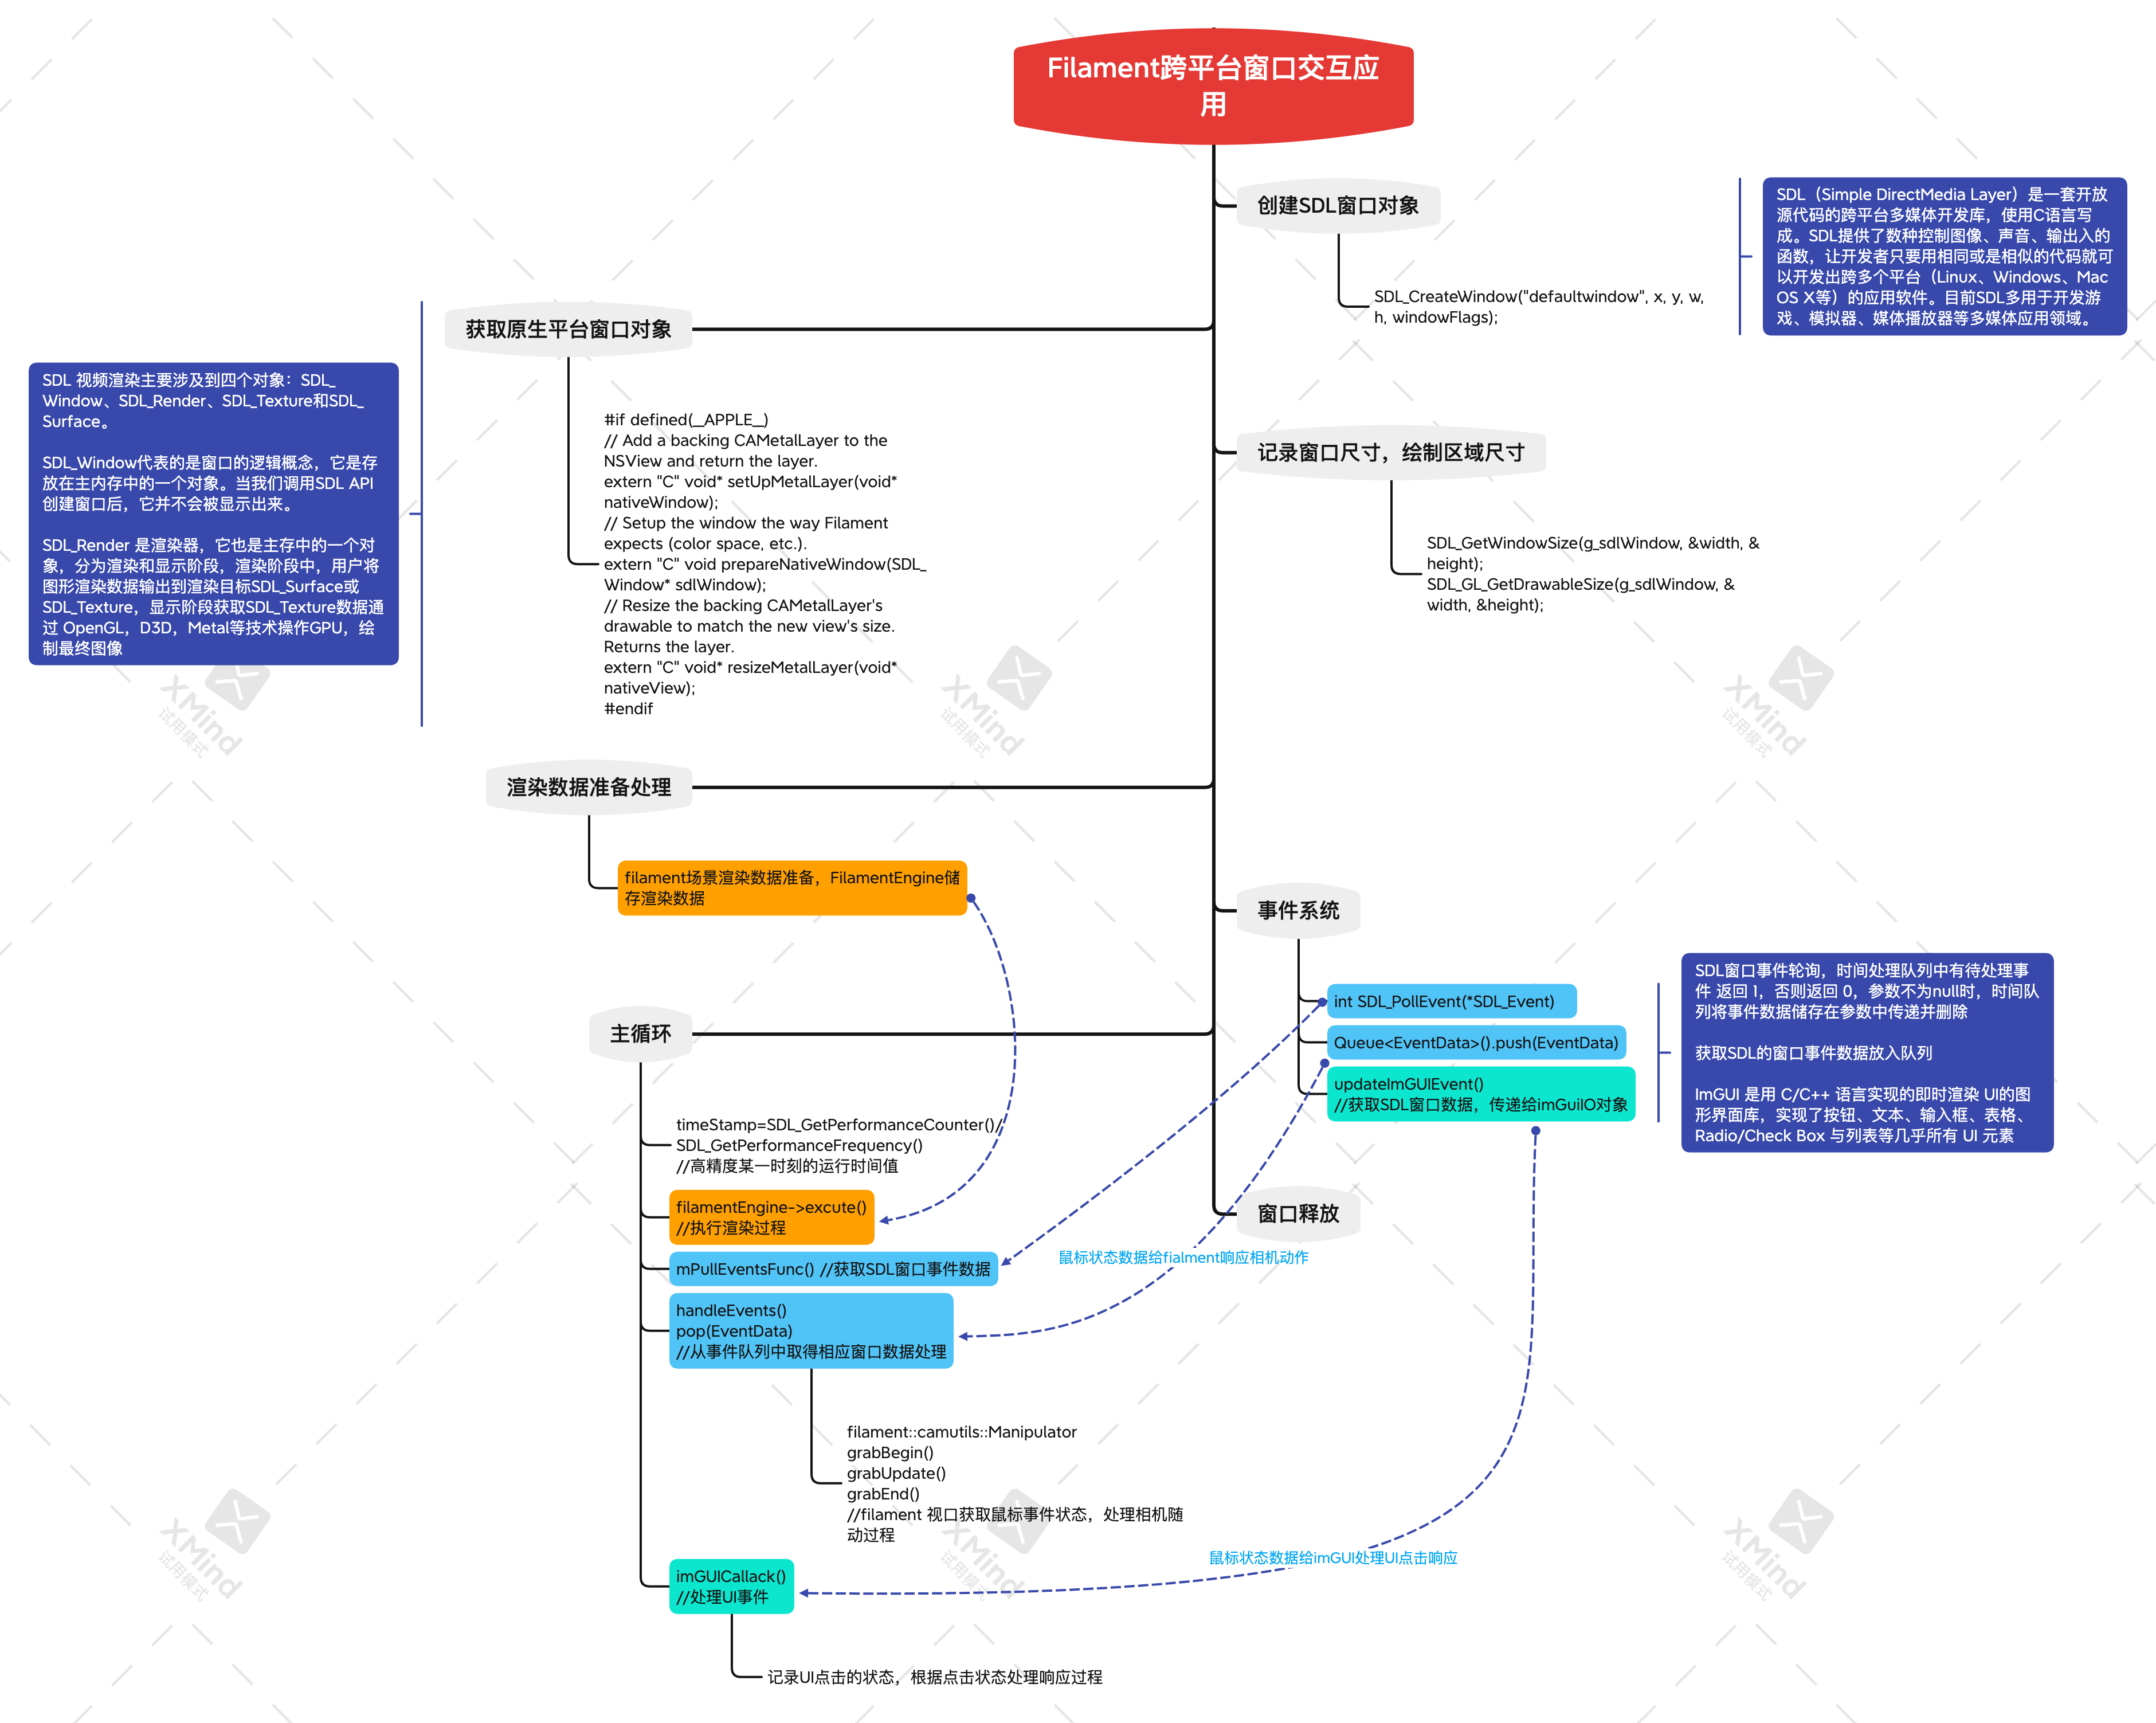 Filament跨平台窗口交互应
用
创建SDL窗口对象
SDL_CreateWindow("defaultwindow", x, y, w,
h, windowFlags);
SDL（Simple DirectMedia Layer）是一套开放
源代码的跨平台多媒体开发库，使用C语言写
成。SDL提供了数种控制图像、声音、输出入的
函数，让开发者只要用相同或是相似的代码就可
以开发出跨多个平台（Linux、Windows、Mac
OS X等）的应用软件。目前SDL多用于开发游
戏、模拟器、媒体播放器等多媒体应用领域。
获取原生平台窗口对象
SDL 视频渲染主要涉及到四个对象：SDL_
Window、SDL_Render、SDL_Texture和SDL_
Surface。
SDL_Window代表的是窗口的逻辑概念，它是存
放在主内存中的一个对象。当我们调用SDL API
创建窗口后，它并不会被显示出来。
SDL_Render 是渲染器，它也是主存中的一个对
象，分为渲染和显示阶段，渲染阶段中，用户将
图形渲染数据输出到渲染目标SDL_Surface或
SDL_Texture，显示阶段获取SDL_Texture数据通
过 OpenGL，D3D，Metal等技术操作GPU，绘
制最终图像
#if defined(__APPLE__)
// Add a backing CAMetalLayer to the
NSView and return the layer.
extern "C" void* setUpMetalLayer(void*
nativeWindow);
// Setup the window the way Filament
expects (color space, etc.).
extern "C" void prepareNativeWindow(SDL_
Window* sdlWindow);
// Resize the backing CAMetalLayer's
drawable to match the new view's size.
Returns the layer.
extern "C" void* resizeMetalLayer(void*
nativeView);
#endif
记录窗口尺寸，绘制区域尺寸
SDL_GetWindowSize(g_sdlWindow, &width, &
height);
SDL_GL_GetDrawableSize(g_sdlWindow, &
width, &height);
XMind
试用模式
XMind
试用模式
XMind
试用模式
渲染数据准备处理
filament场景渲染数据准备，FilamentEngine储
存渲染数据
事件系统
int SDL_PollEvent(*SDL_Event)
Queue<EventData>().push(EventData)
updateImGUIEvent()
//获取SDL窗口数据，传递给imGuiIO对象
SDL窗口事件轮询，时间处理队列中有待处理事
件 返回 1，否则返回 0，参数不为null时，时间队
列将事件数据储存在参数中传递并删除
获取SDL的窗口事件数据放入队列
ImGUI 是用 C/C++ 语言实现的即时渲染 UI的图
形界面库，实现了按钮、文本、输入框、表格、
Radio/Check Box 与列表等几乎所有 UI 元素
主循环
timeStamp=SDL_GetPerformanceCounter()/
SDL_GetPerformanceFrequency()
//高精度某一时刻的运行时间值
filamentEngine->excute()
//执行渲染过程
mPullEventsFunc() //获取SDL窗口事件数据
handleEvents()
pop(EventData)
//从事件队列中取得相应窗口数据处理
窗口释放
鼠标状态数据给fialment响应相机动作
filament::camutils::Manipulator
grabBegin()
grabUpdate()
grabEnd()
//filament 视口获取鼠标事件状态，处理相机随
动过程
鼠标状态数据给imGUI处理UI点击响应
imGUICallack()
//处理UI事件
记录UI点击的状态，根据点击状态处理响应过程
XMind
试用模式
XMind
试用模式
XMind
试用模式